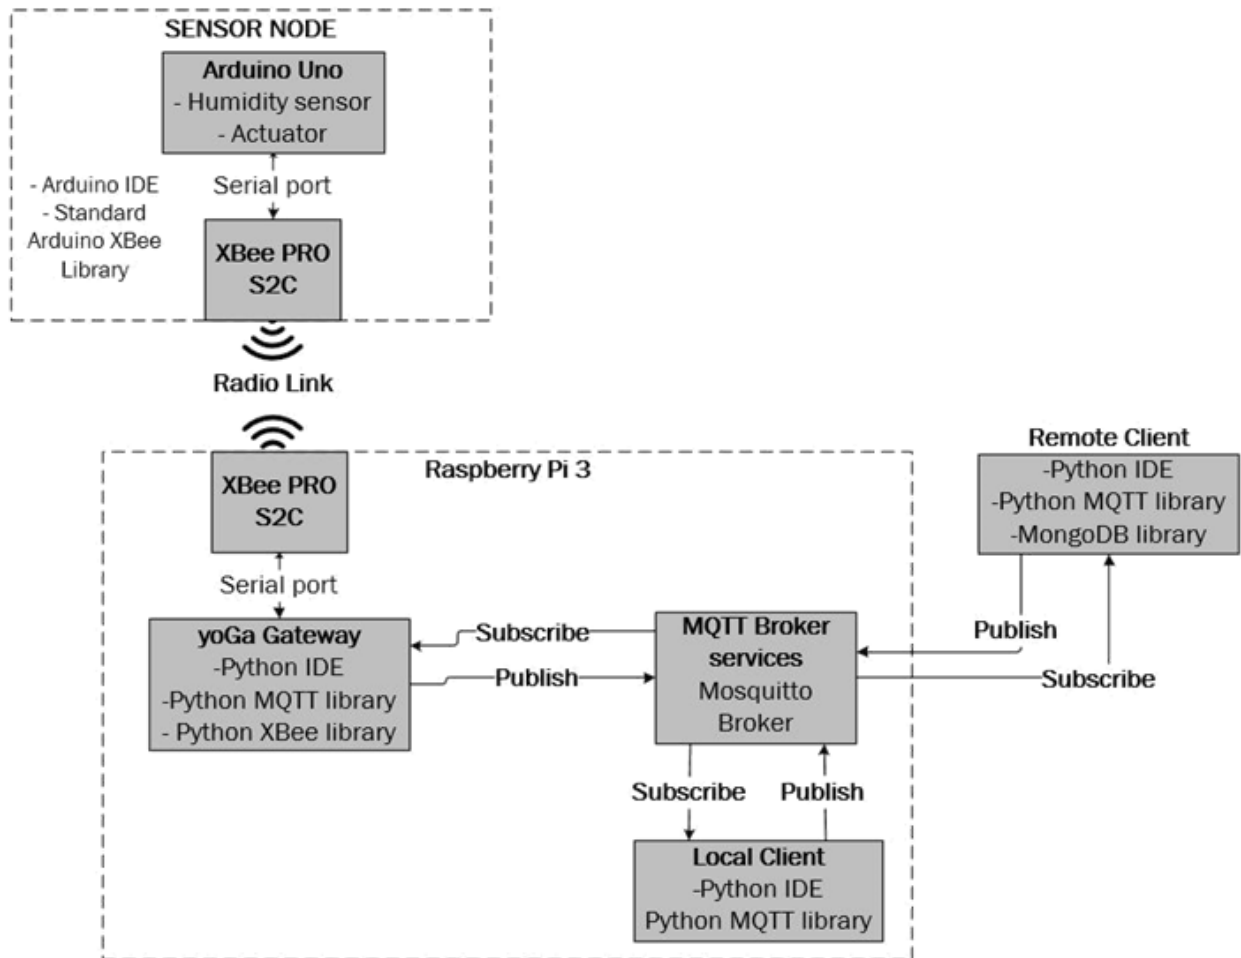 SENSOR NODE
Arduino Uno
- Humidity sensor
- Actuator
Serial port
- Arduino IDE
- Standard
Arduino XBee
Library
XBee PRO
S2C
Radio Link
XBee PRO
S2C
Raspberry Pi 3
Serial port
yoGa Gateway
-Python IDE
-Python MQTT library
- Python XBee library
Subscribe
Publish
MQTT Broker
services
Mosquitto
Broker
Subscribe
Publish
Local Client
-Python IDE
Python MQTT library
Remote Client
-Python IDE
-Python MQTT library
-MongoDB library
Publish
Subscribe